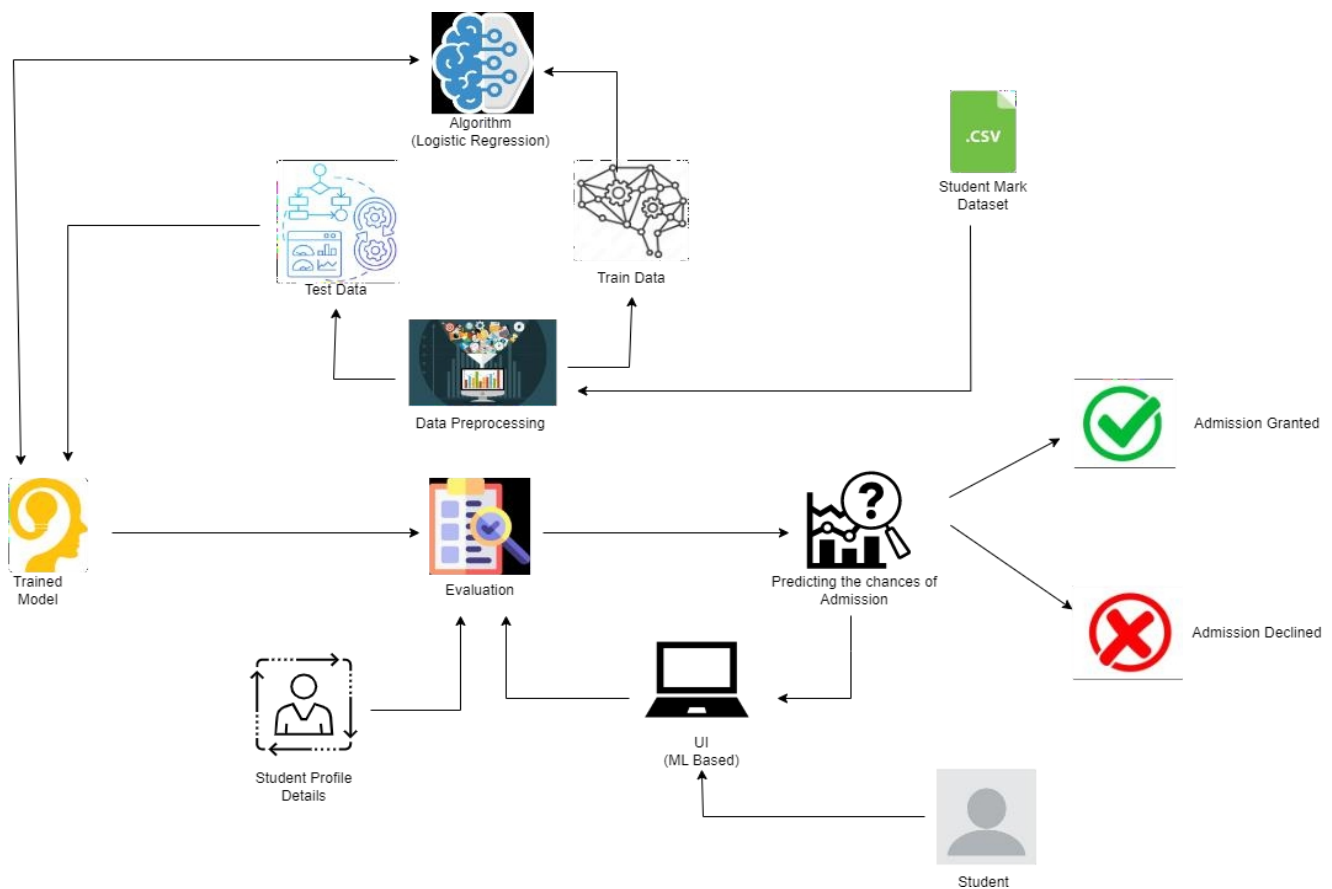 Algorithm
(Logistic Regression)
.CSV
Student Mark
Dataset
Test Data
Train Data
Data Preprocessing
Admission Granted
Trained
Model
Evaluation
?
Predicting the chances of
Admission
Admission Declined
UI
(ML Based)
Student Profile
Details
Student